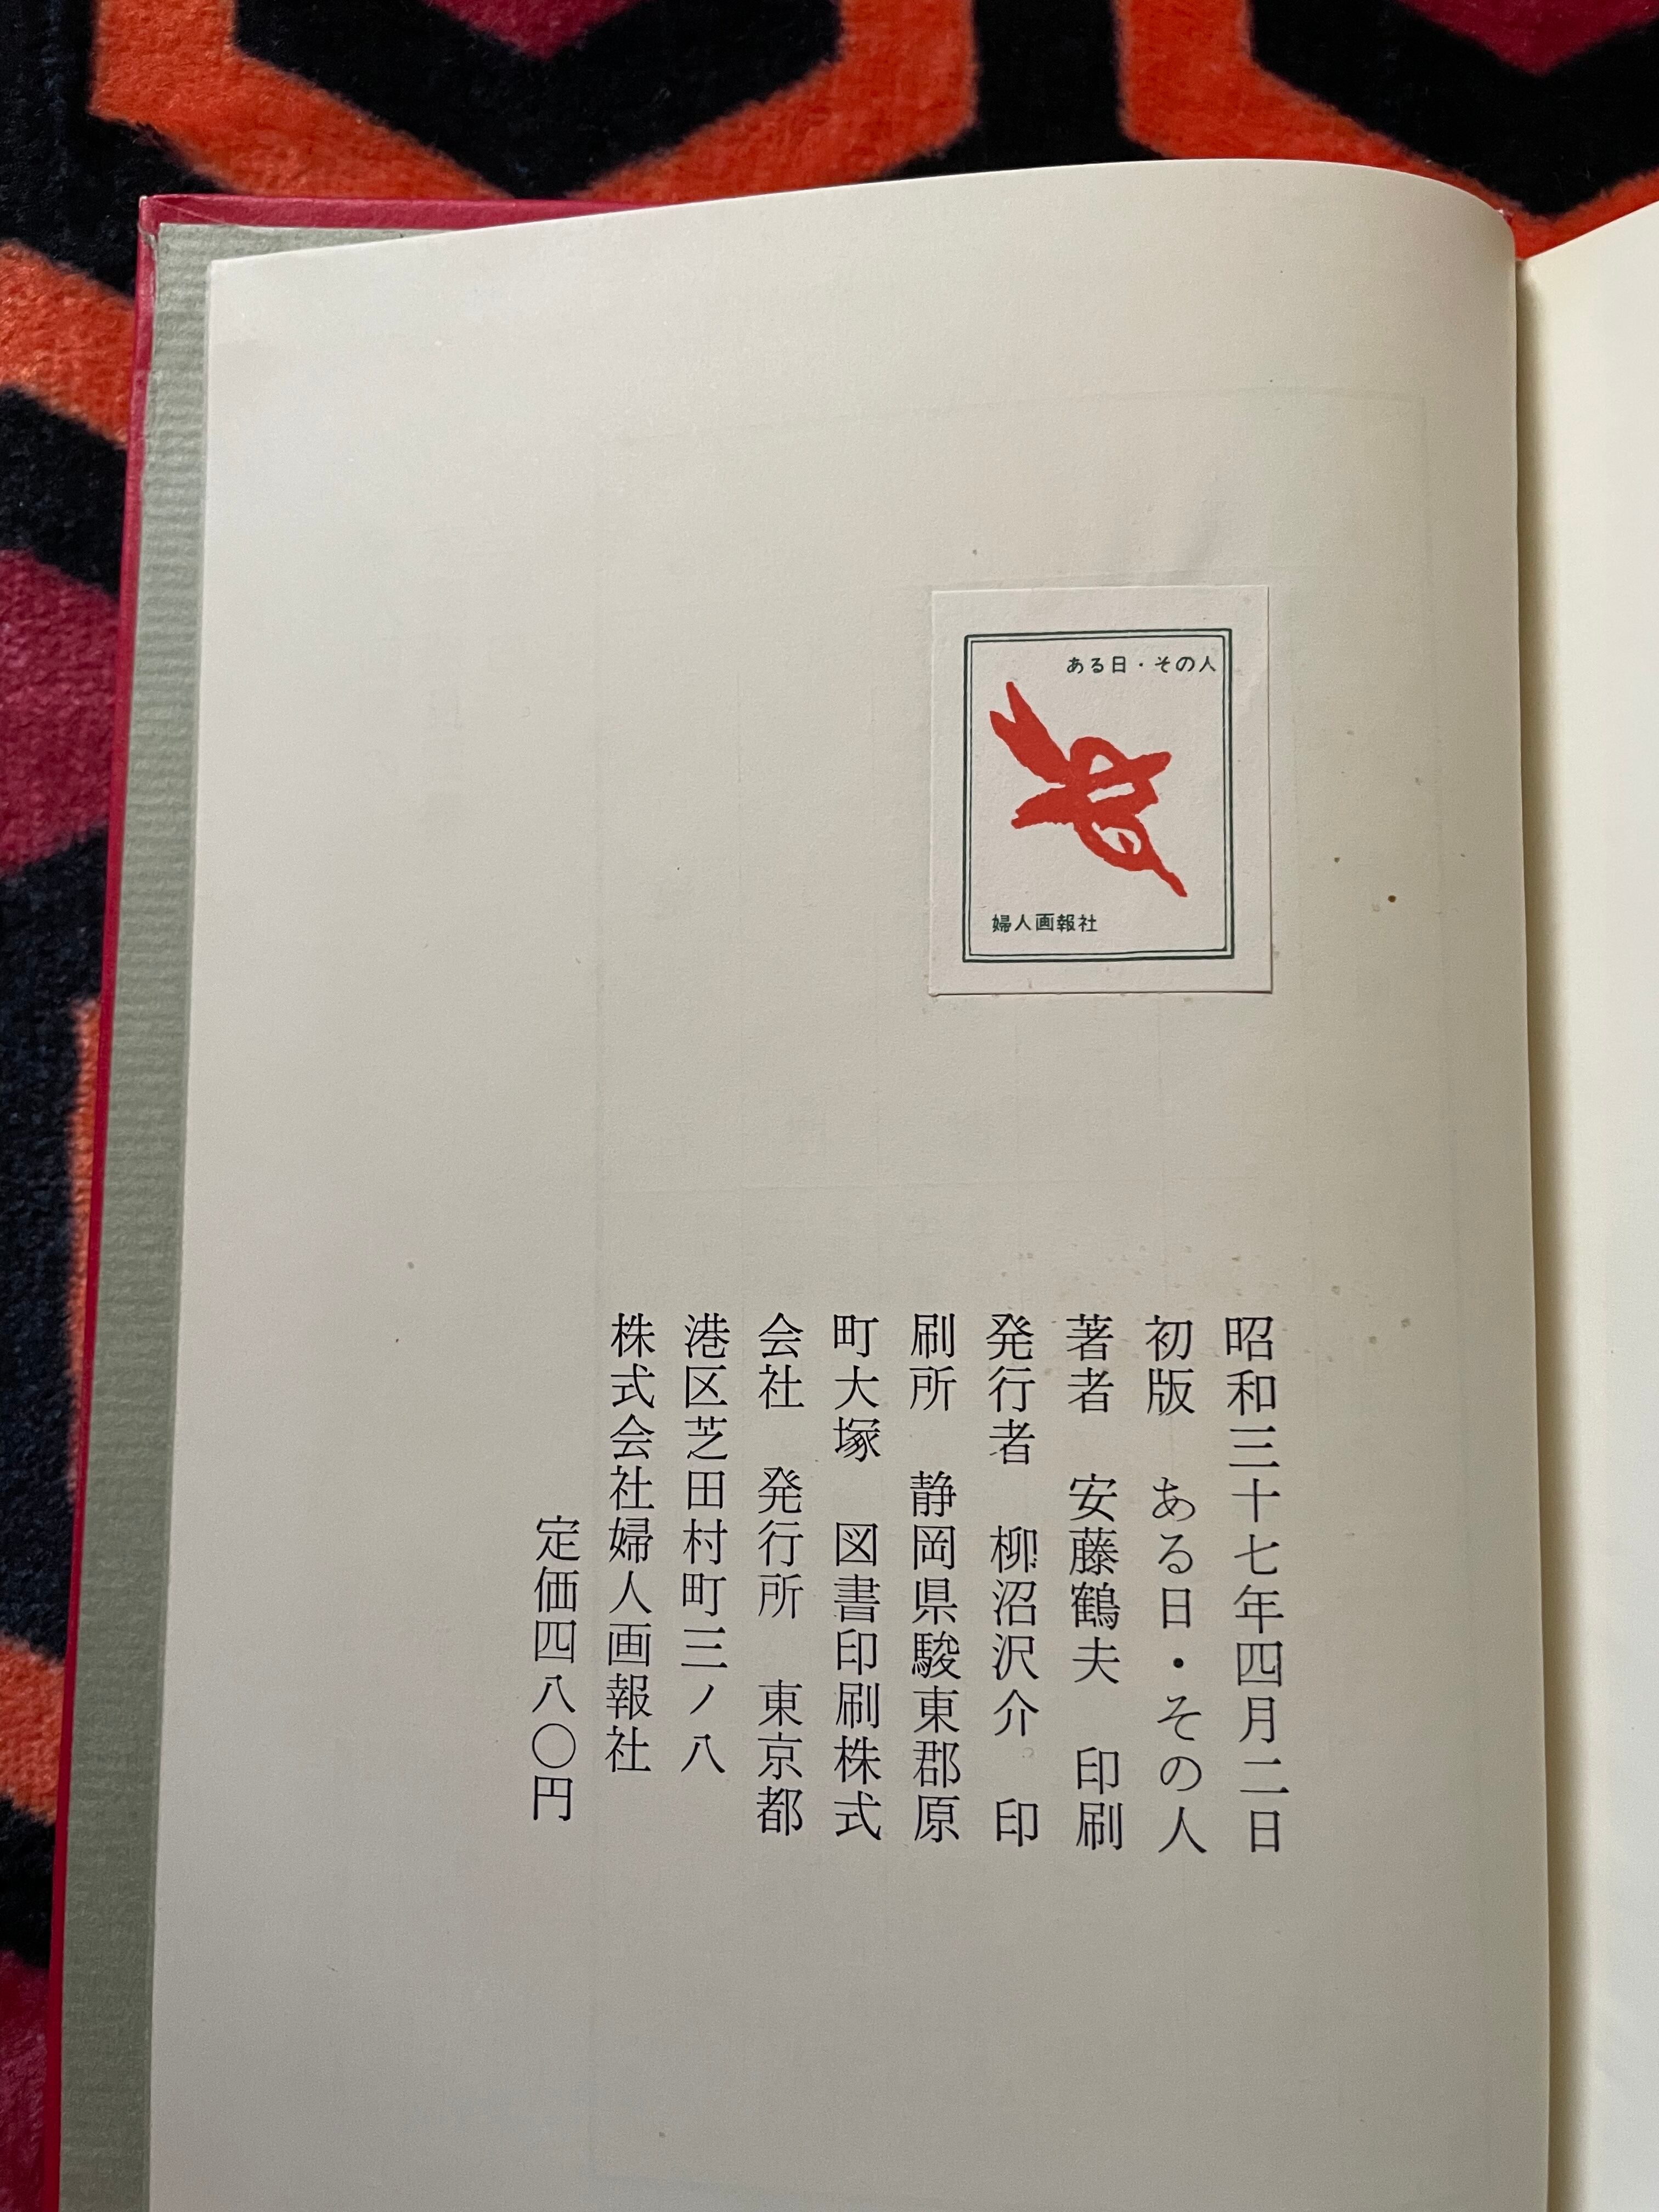 ある日・その人
婦人画報社
昭和三十七年四月二日
初版　ある日・その人
著者　安藤鶴夫　印刷
発行者　柳沼沢介　印
刷所　静岡県駿東郡原
町大塚　図書印刷株式
会社　発行所　東京都
港区芝田村町三ノ八
株式会社婦人画報社
定価四八〇円